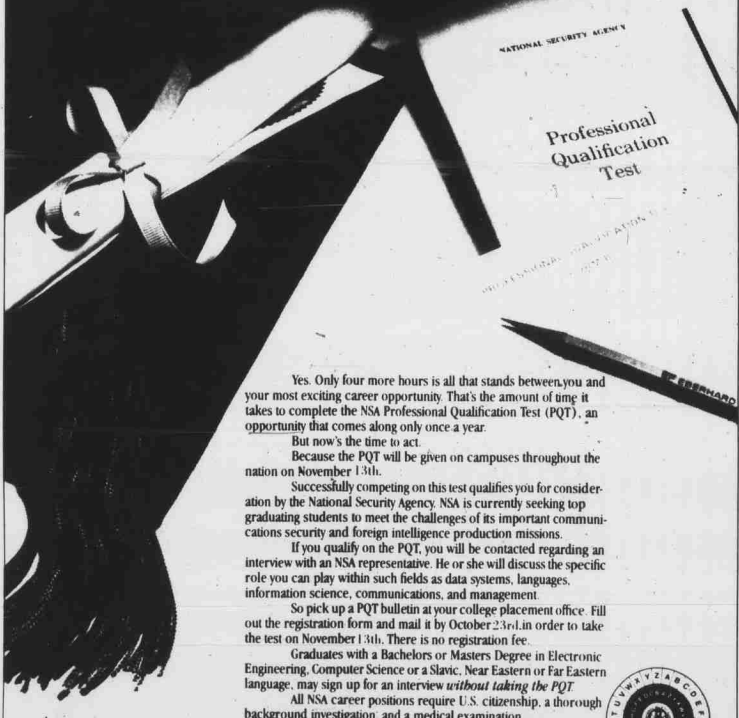 NATIONAL SECURITY AGENCY
Professional
Qualification
Test
EBERHARD
Yes. Only four more hours is all that stands between you and
your most exciting career opportunity. That's the amount of time it
takes to complete the NSA Professional Qualification Test (PQT), an
opportunity that comes along only once a year.
But now's the time to act.
Because the PQT will be given on campuses throughout the
nation on November 13th.
Successfully competing on this test qualifies you for consider-
ation by the National Security Agency. NSA is currently seeking top
graduating students to meet the challenges of its important communi-
cations security and foreign intelligence production missions.
If you qualify on the PQT, you will be contacted regarding an
interview with an NSA representative. He or she will discuss the specific
role you can play within such fields as data systems, languages,
information science, communications, and management.
So pick up a PQT bulletin at your college placement office. Fill
out the registration form and mail it by October 23rd.in order to take
the test on November 13th. There is no registration fee.
Graduates with a Bachelors or Masters Degree in Electronic
Engineering, Computer Science or a Slavic, Near Eastern or Far Eastern
language, may sign up for an interview without taking the PQT.
All NSA career positions require U.S. citizenship, a thorough
background investigation, and a medical examination.
T U V W X Y Z A B C D E F